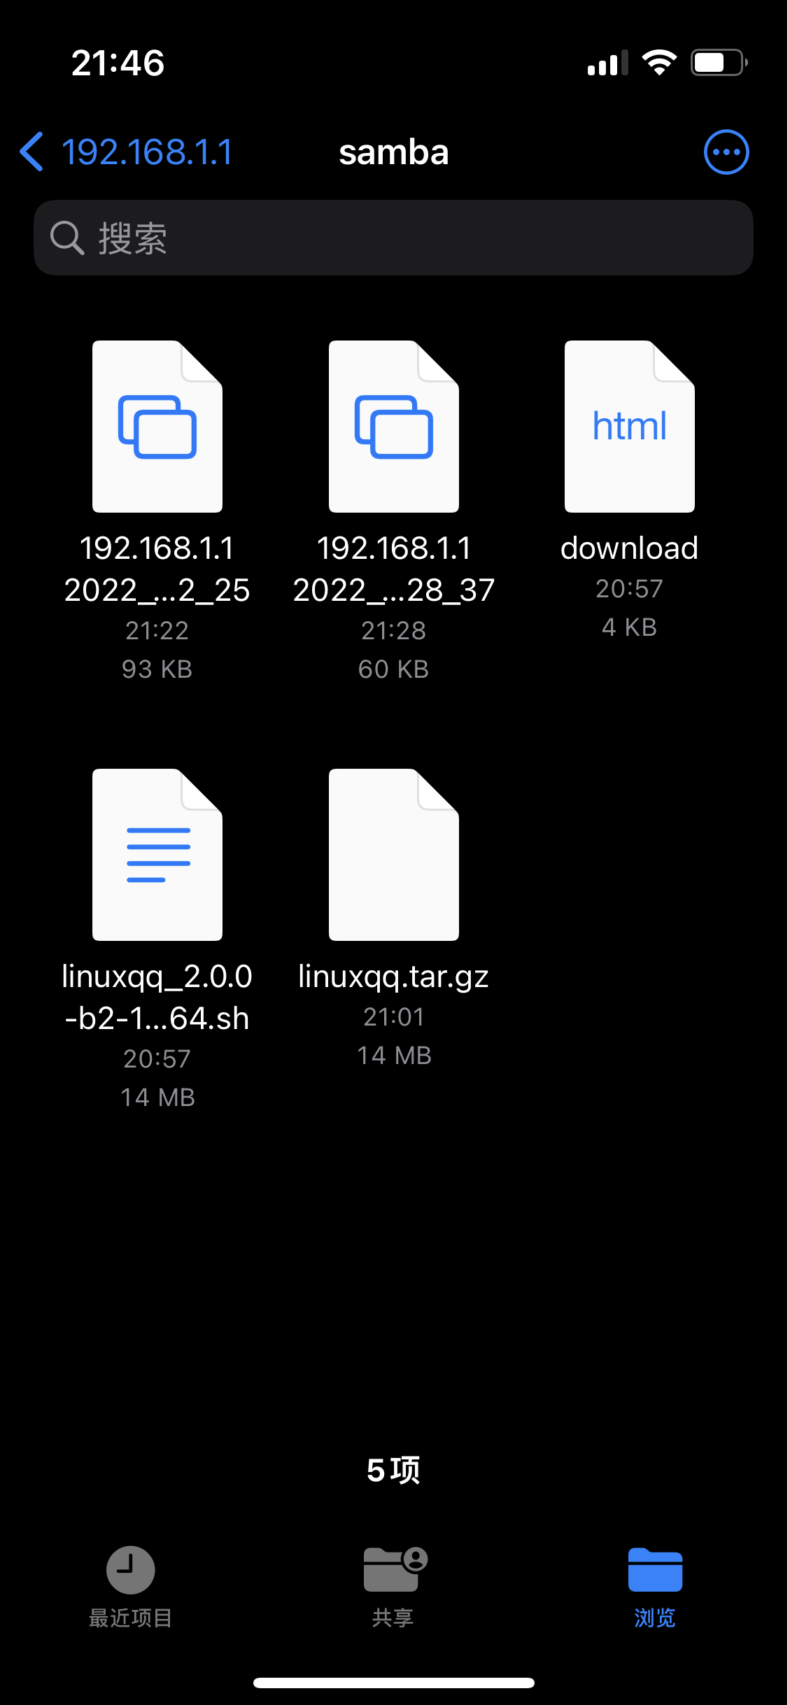 21:46
192.168.1.1
samba
搜索
192.168.1.1
2022_...2_25
21:22
93 KB
192.168.1.1
2022_...28_37
21:28
60 KB
html
download
20:57
4 KB
linuxqq_2.0.0
-b2-1...64.sh
20:57
14 MB
linuxqq.tar.gz
21:01
14 MB
5项
最近项目
共享
浏览